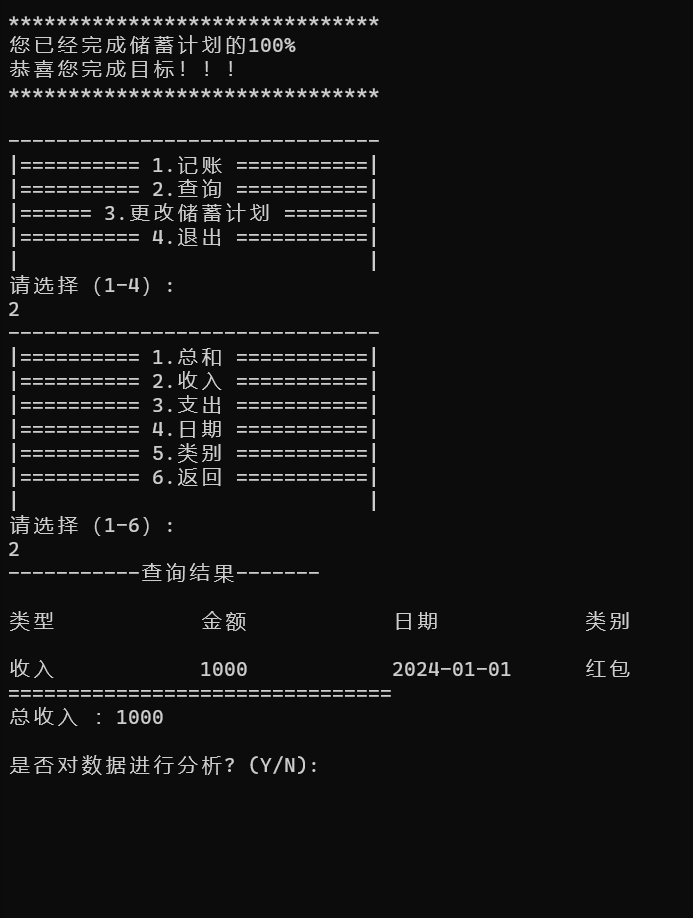 *******************************
您已经完成储蓄计划的100%
恭喜您完成目标！！！
*******************************
-------------------------------
|========== 1.记账 ===========|
|========== 2.查询 ===========|
|====== 3.更改储蓄计划 =======|
|========== 4.退出 ===========|
|                             |
请选择（1-4）:
2
-------------------------------
|========== 1.总和 ===========|
|========== 2.收入 ===========|
|========== 3.支出 ===========|
|========== 4.日期 ===========|
|========== 5.类别 ===========|
|========== 6.返回 ===========|
|                             |
请选择（1-6）:
2
-----------查询结果-------
类型            金额            日期            类别
收入            1000            2024-01-01      红包
================================
总收入 : 1000
是否对数据进行分析? (Y/N):